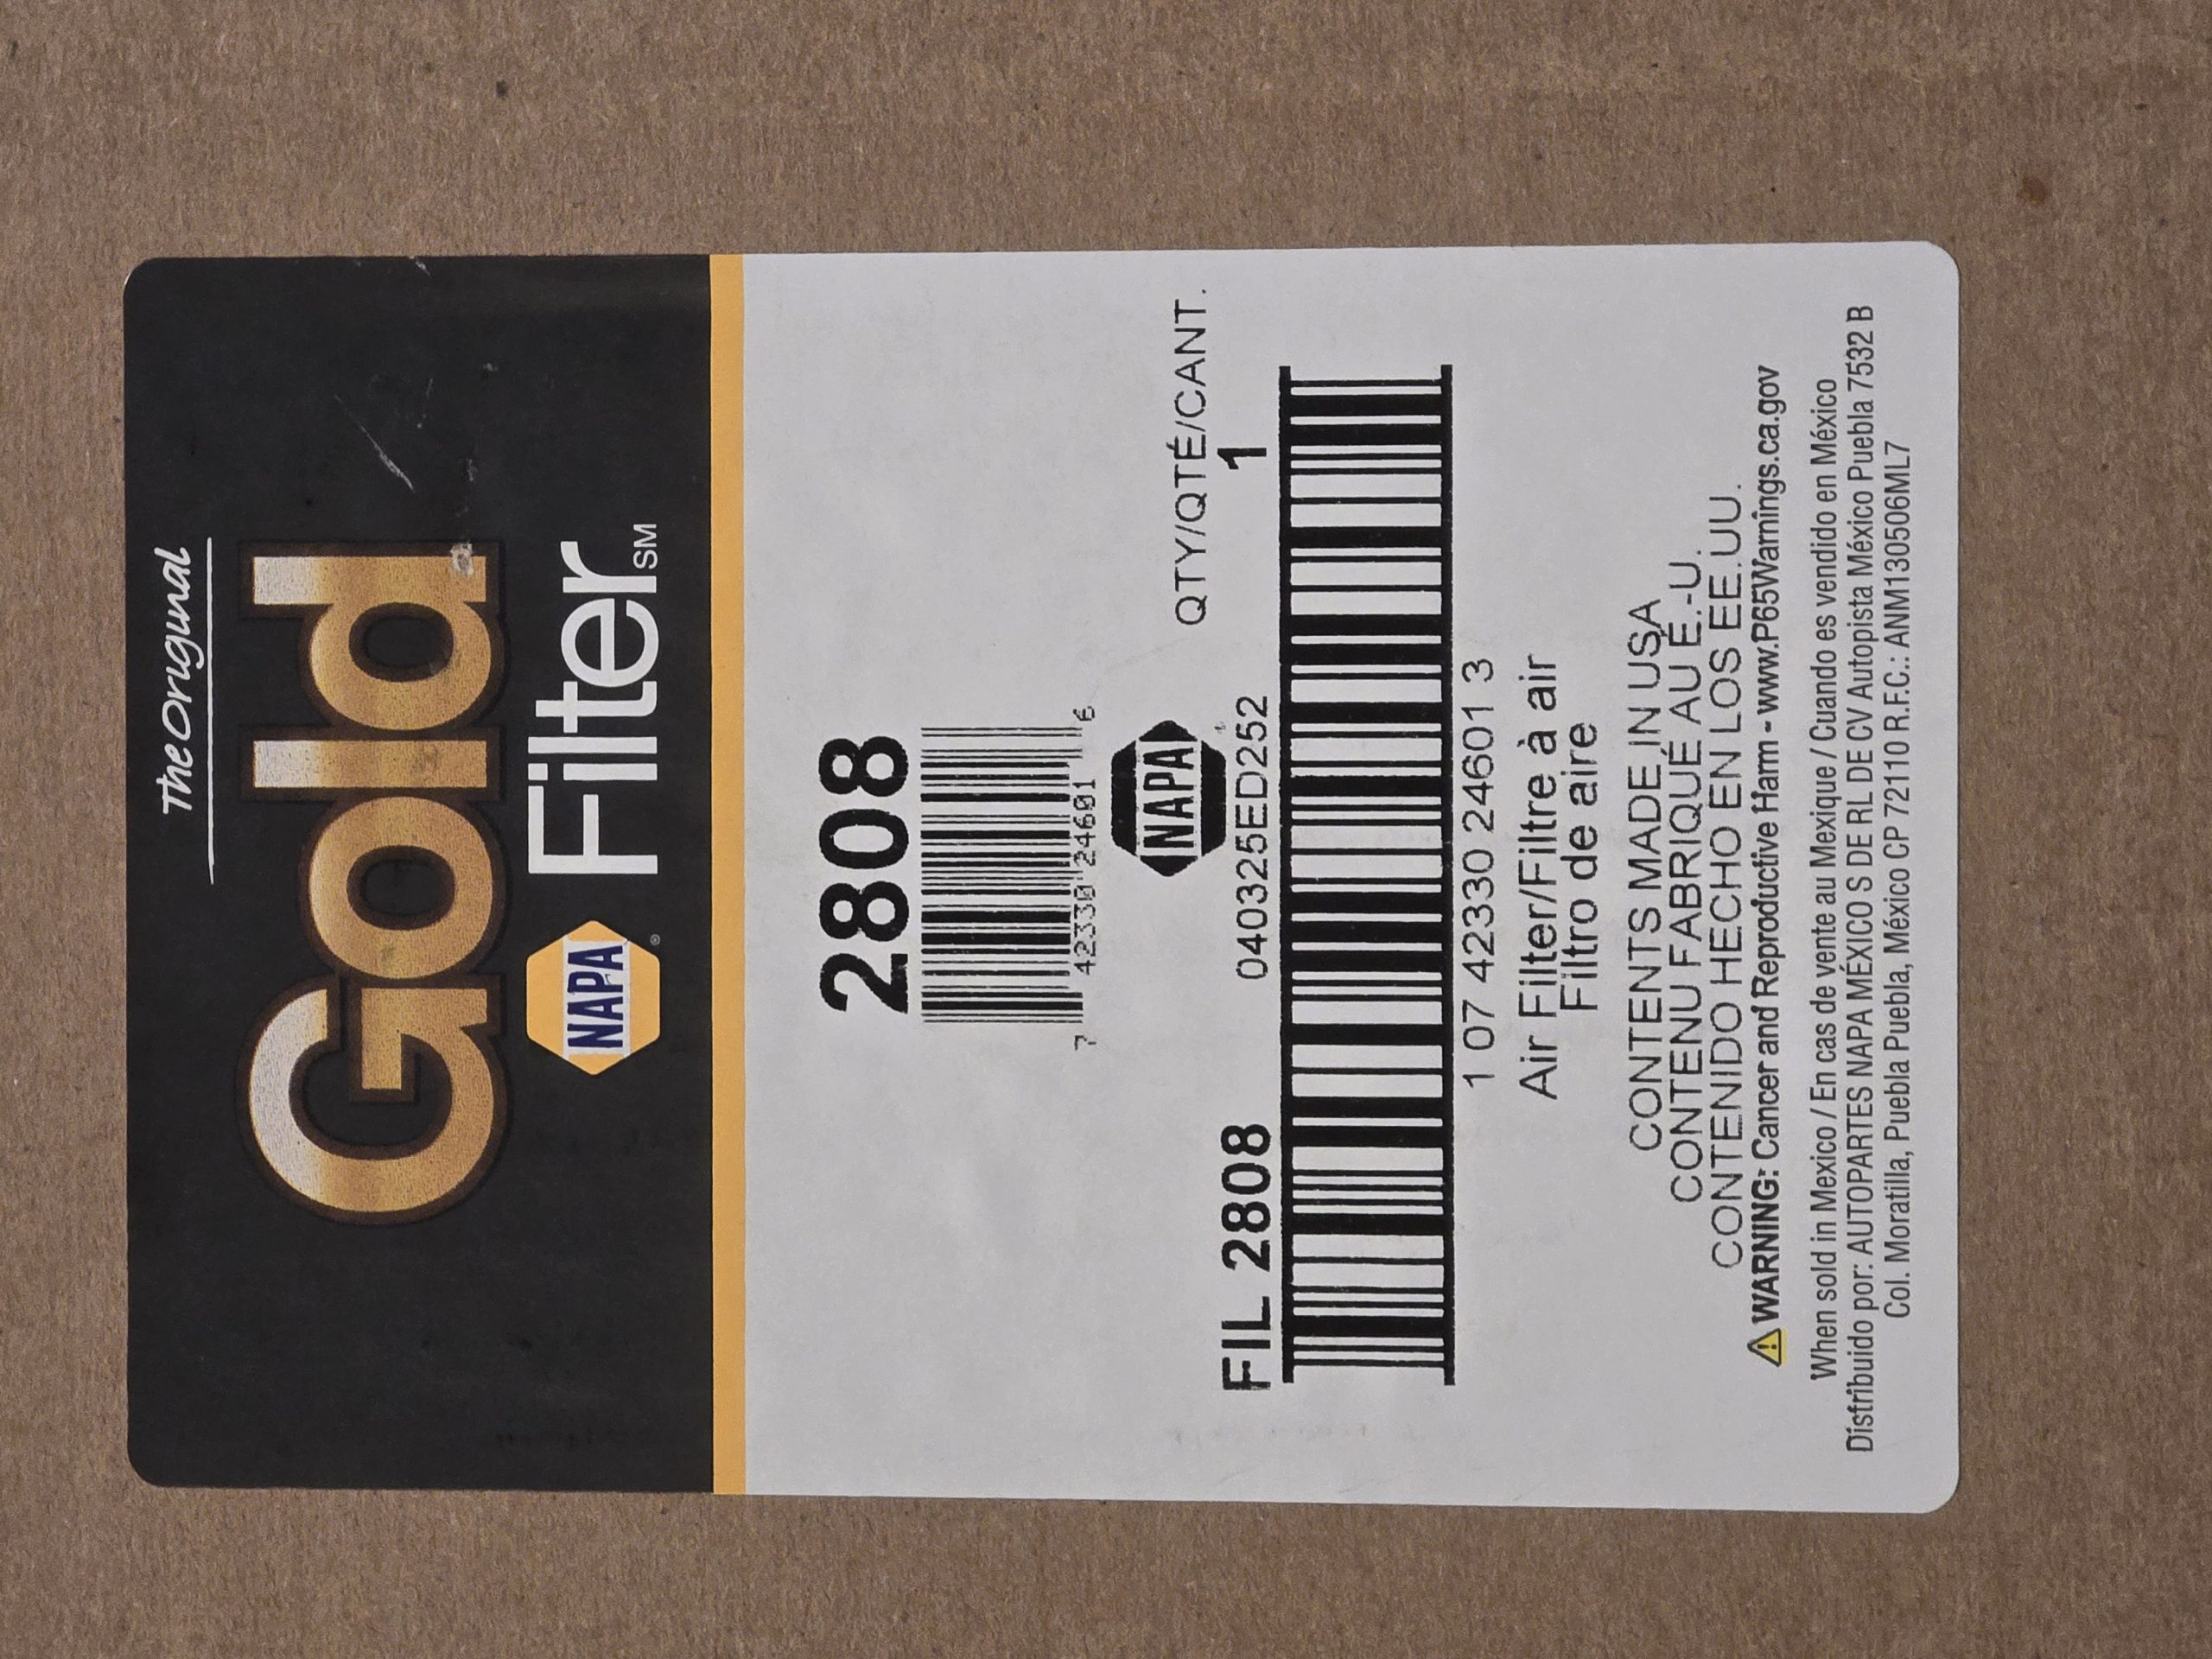 The Original
Gold
NAPA® Filter SM
2808
7 42330 24601 6
NAPA
QTY/QTÉ/CANT.
FIL 2808 040325ED252 1
1 07 42330 24601 3
Air Filter/Filtre à air
Filtro de aire
CONTENTS MADE IN USA
CONTENU FABRIQUÉ AU É.-U.
CONTENIDO HECHO EN LOS EE.UU.
WARNING: Cancer and Reproductive Harm - www.P65Warnings.ca.gov
When sold in Mexico / En cas de vente au Mexique / Cuando es vendido en México
Distribuido por: AUTOPARTES NAPA MÉXICO S DE RL DE CV Autopista México Puebla 7532 B
Col. Moratilla, Puebla Puebla, México CP 72110 R.F.C.: ANM130506ML7